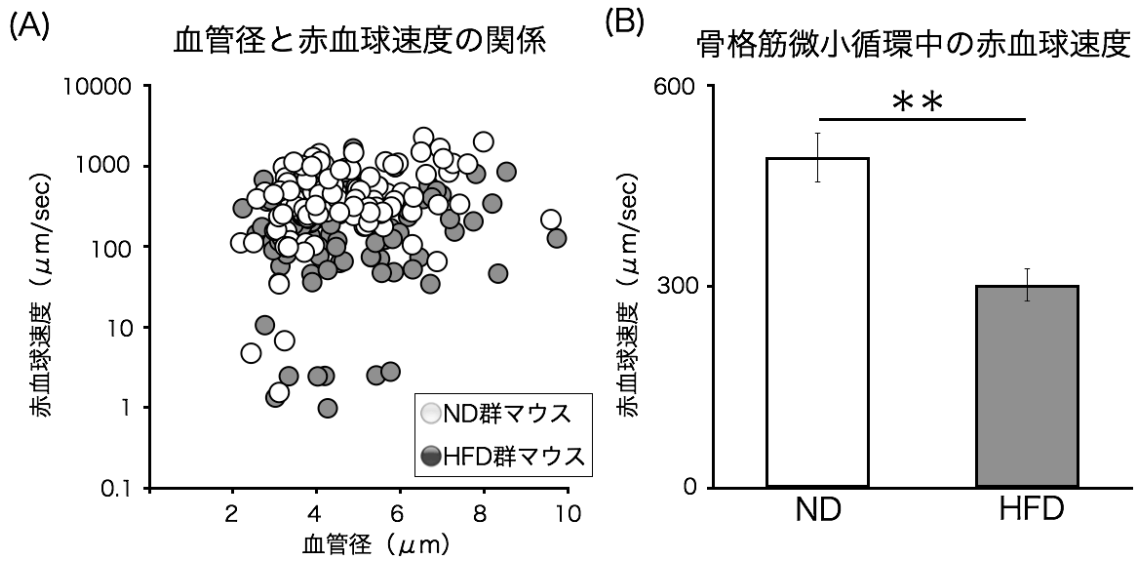 (A)
血管径と赤血球速度の関係
赤血球速度（μm/sec）
10000
1000
100
10
1
0.1
2
4
6
8
10
血管径（μm）
ND群マウス
HFD群マウス
(B)
骨格筋微小循環中の赤血球速度
赤血球速度（μm/sec）
600
300
0
＊＊
ND
HFD